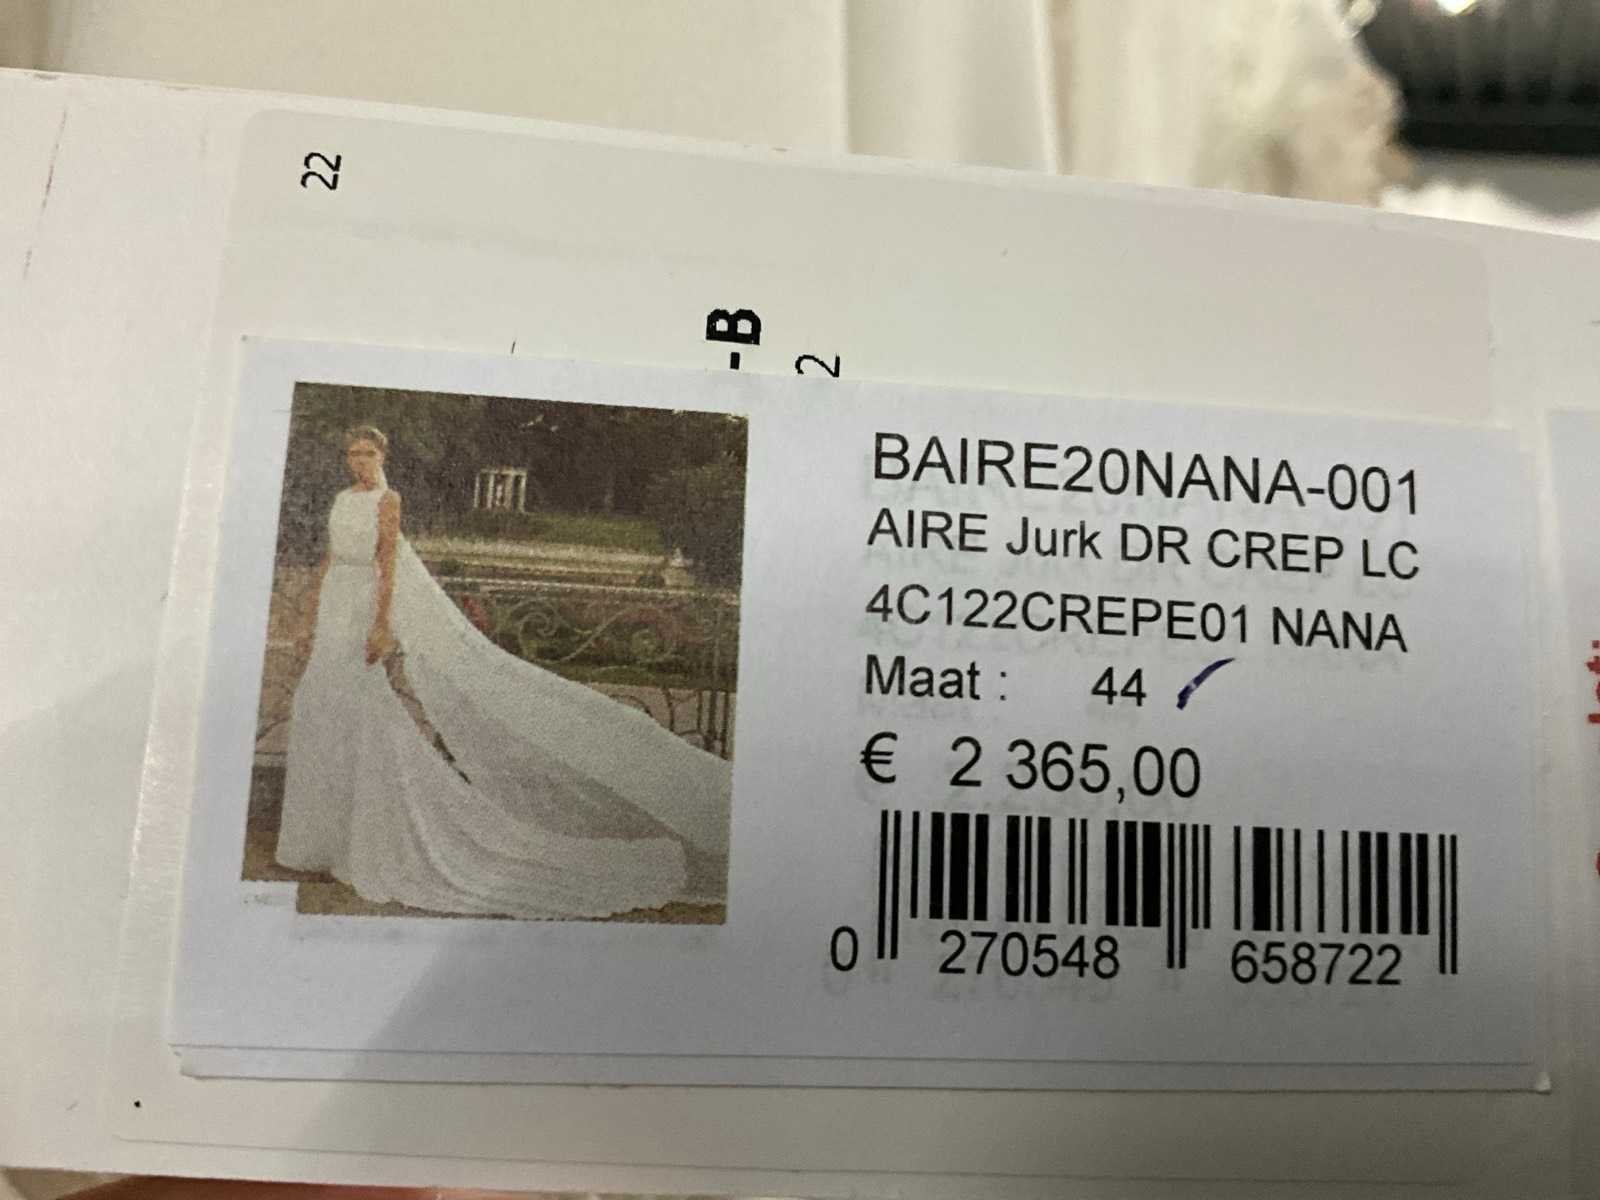 22
-B
2
BAIRE20NANA-001
AIRE Jurk DR CREP LC
4C122CREPE01 NANA
Maat : 44
€ 2 365,00
0 270548 658722